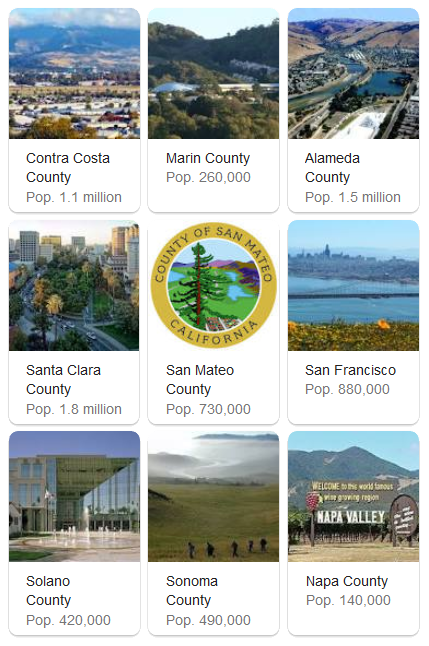 Contra Costa
County
Pop. 1.1 million
Marin County
Pop. 260,000
Alameda
County
Pop. 1.5 million
Santa Clara
County
Pop. 1.8 million
COUNTY OF SAN MATEO
CALIFORNIA
San Mateo
County
Pop. 730,000
San Francisco
Pop. 880,000
Solano
County
Pop. 420,000
Sonoma
County
Pop. 490,000
WELCOME to this world famous
wine growing region
NAPA VALLEY
Napa County
Pop. 140,000